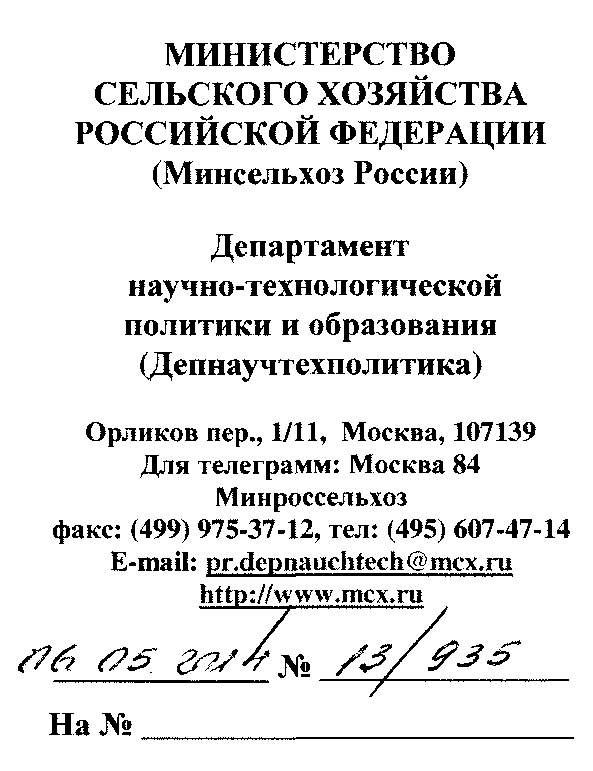 МИНИСТЕРСТВО
СЕЛЬСКОГО ХОЗЯЙСТВА
РОССИЙСКОЙ ФЕДЕРАЦИИ
(Минсельхоз России)
Департамент
научно-технологической
политики и образования
(Депнаучтехполитика)
Орликов пер., 1/11, Москва, 107139
Для телеграмм: Москва 84
Минроссельхоз
факс: (499) 975-37-12, тел: (495) 607-47-14
E-mail: pr.depnauchtech@mcx.ru
http://www.mcx.ru
06 05. 2014 № 13/935
На №